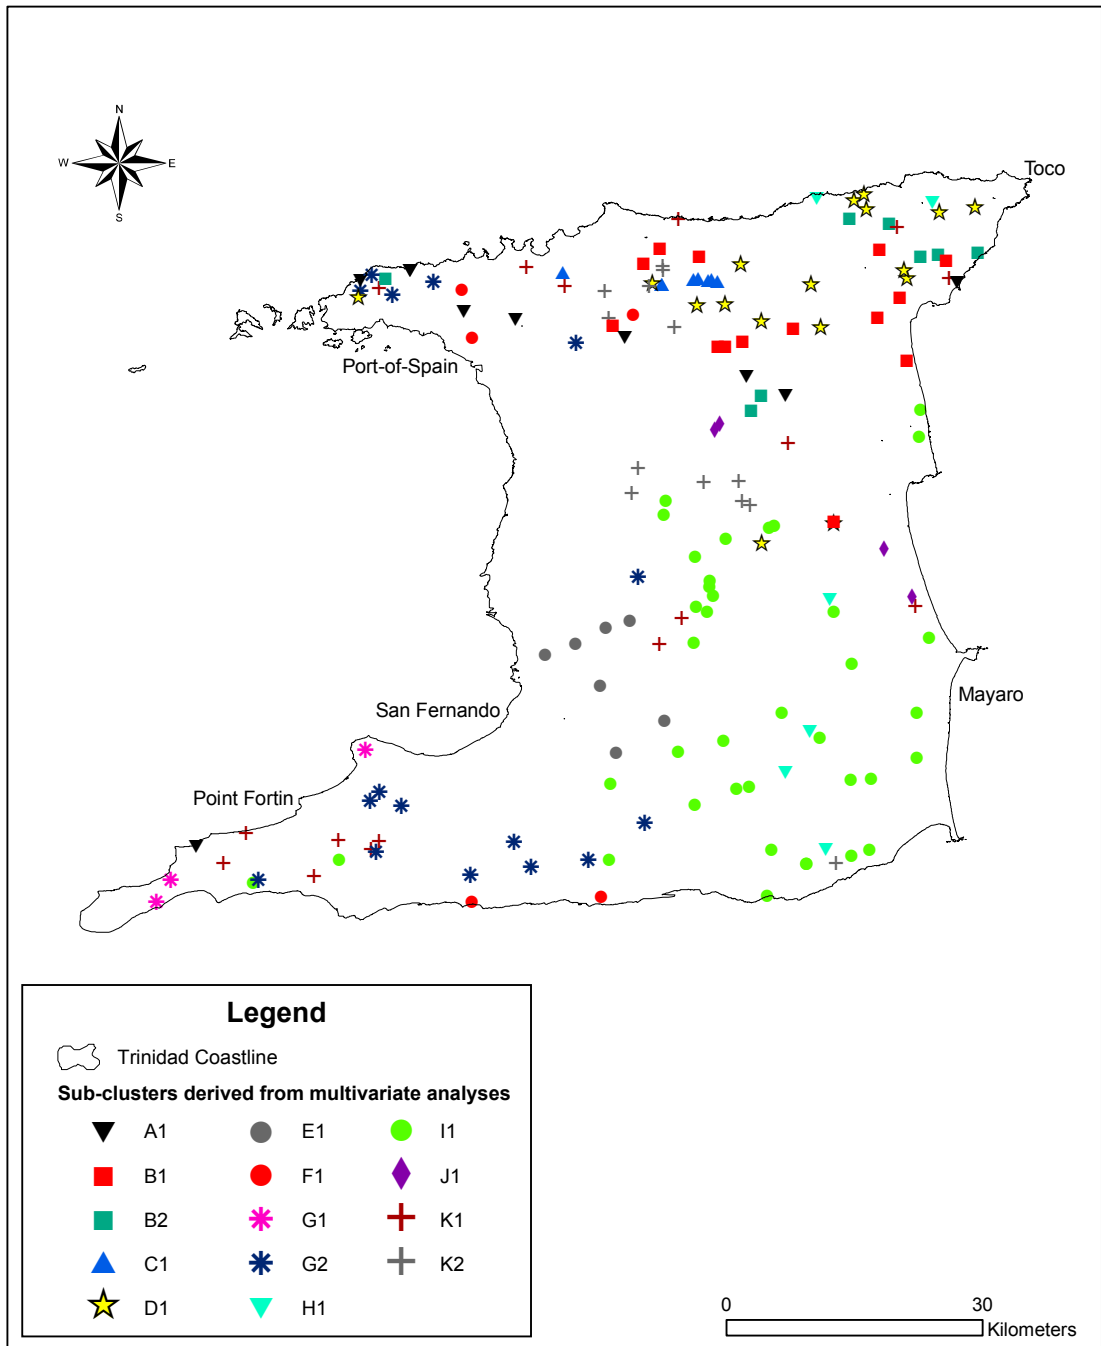 N
W E
S
Toco
Port-of-Spain
San Fernando
Mayaro
Point Fortin
Legend
Trinidad Coastline
Sub-clusters derived from multivariate analyses
A1 E1 I1
B1 F1 J1
B2 G1 K1
C1 G2 K2
D1 H1
0 30
Kilometers